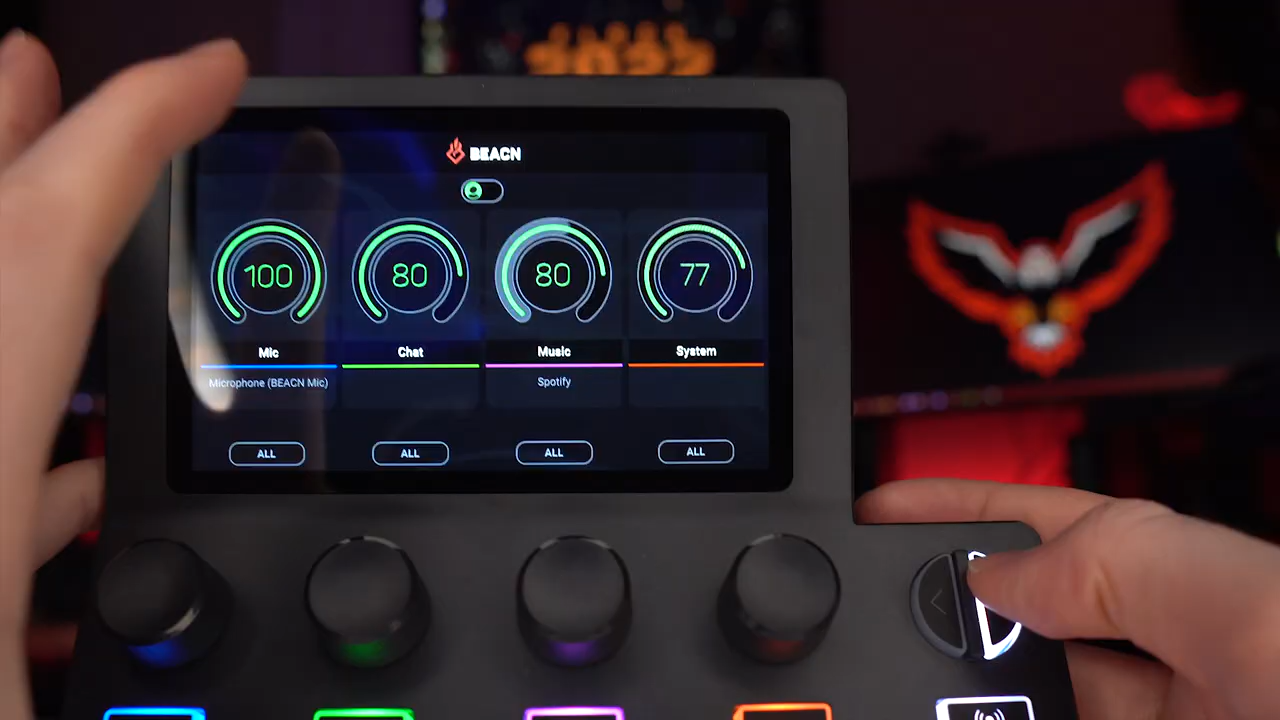 BEACN
100
80
80
77
Mic
Chat
Music
System
Microphone (BEACN Mic)
Spotify
ALL
ALL
ALL
ALL